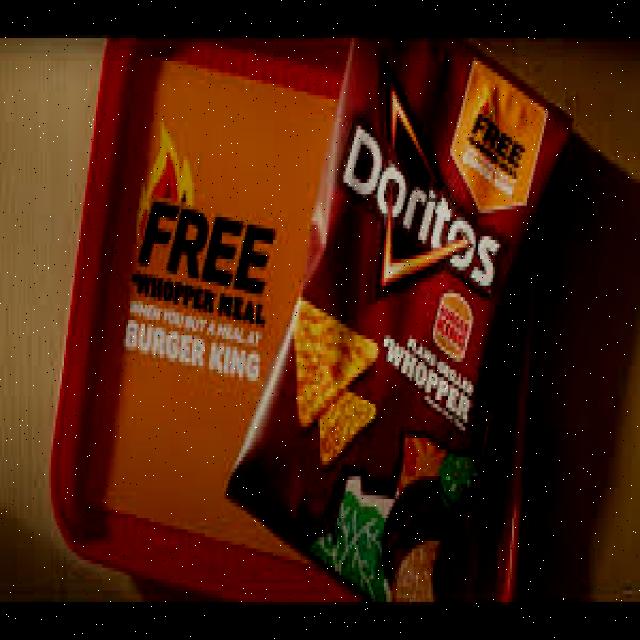 FREE
WHOPPER MEAL
WHEN YOU BUY A MEAL AT
BURGER KING
FREE
Doritos
BURGER KING
WHOPPER